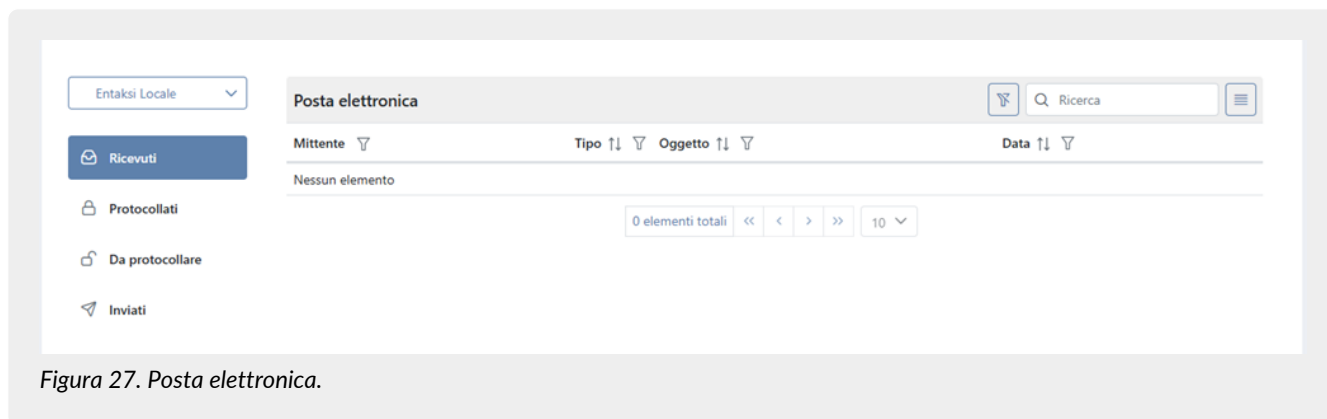 Entaksi Locale
Ricevuti
Protocollati
Da protocollare
Inviati
Posta elettronica
Ricerca
Mittente Tipo Oggetto Data
Nessun elemento
0 elementi totali << < > >> 10
Figura 27. Posta elettronica.